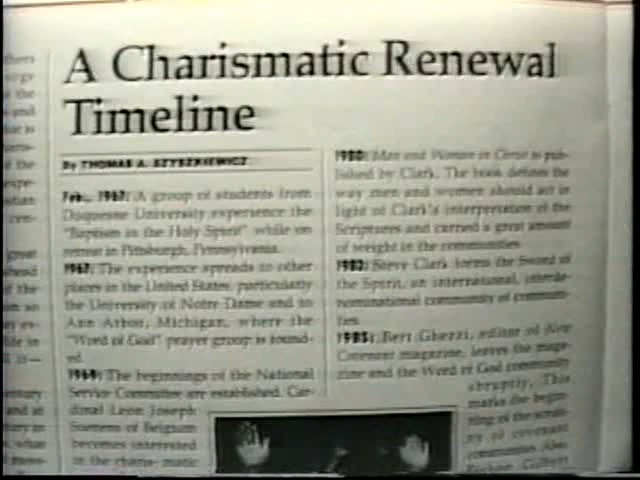 A Charismatic Renewal
Timeline
By THOMAS A. SZYSZKIEWICZ
Feb., 1967: A group of students from
Duquesne University experience the
"Baptism in the Holy Spirit" while on
retreat in Pittsburgh, Pennsylvania.
1967: The experience spreads to other
places in the United States, particularly
the University of Notre Dame and to
Ann Arbor, Michigan, where the
"Word of God" prayer group is found-
ed.
1969: The beginnings of the National
Service Committee are established. Car-
dinal Leon Joseph
Suenens of Belgium
becomes interested
in the charis- matic
1980: Men and Women in Christ is pub-
lished by Clark. The book defines the
way men and women should act in
light of Clark's interpretation of the
Scriptures and carried a great amount
of weight in the communities.
1982: Steve Clark forms the Sword of
the Spirit, an international, interde-
nominational community of communi-
ties.
1985: Bert Ghezzi, editor of New
Covenant magazine, leaves the maga-
zine and the Word of God community
abruptly. This
marks the begin-
ning of the
of covenant
communities